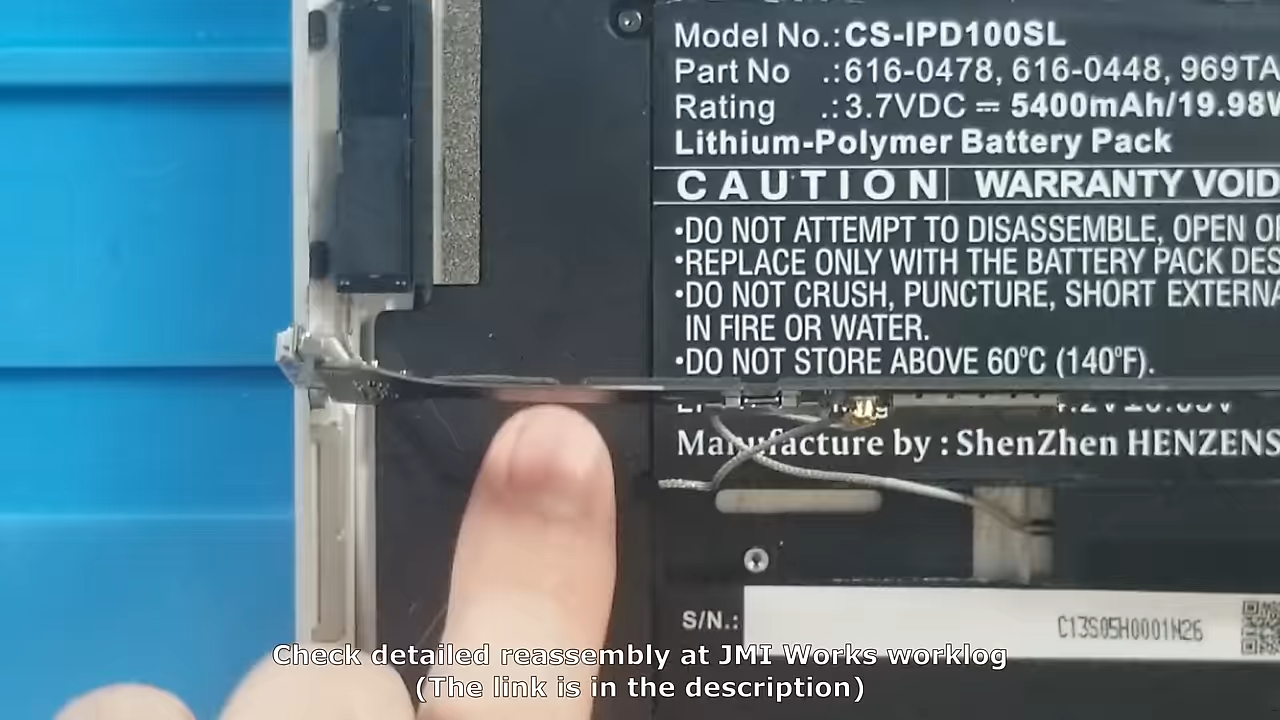 Model No.:CS-IPD100SL
Part No .:616-0478, 616-0448, 969TA
Rating .:3.7VDC ⎓ 5400mAh/19.98W
Lithium-Polymer Battery Pack
CAUTION WARRANTY VOID
•DO NOT ATTEMPT TO DISASSEMBLE, OPEN
•REPLACE ONLY WITH THE BATTERY PACK DES
•DO NOT CRUSH, PUNCTURE, SHORT EXTERNA
IN FIRE OR WATER.
•DO NOT STORE ABOVE 60ºC (140ºF).
Manufacture by : ShenZhen HENZENS
S/N.: C13S05H0001N26
Check detailed reassembly at JMI Works worklog
(The link is in the description)